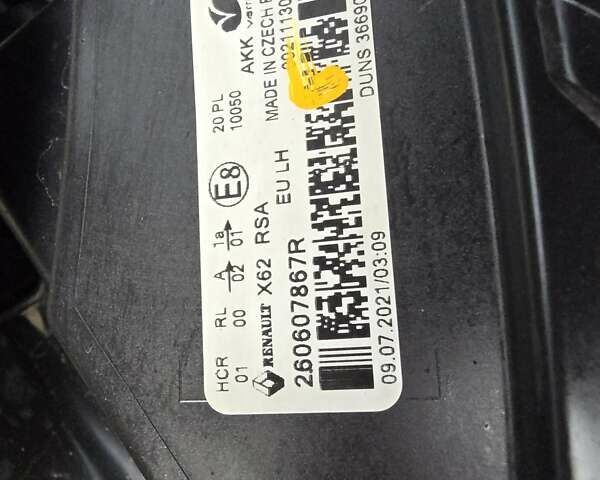 HCR RL A 1a
01 00 02 01
20 PL
10050
E8
RENAULT X62 RSA
AKK
EU LH
MADE IN CZECH
260607867R
09.07.2021/03:09
DUNS 3669